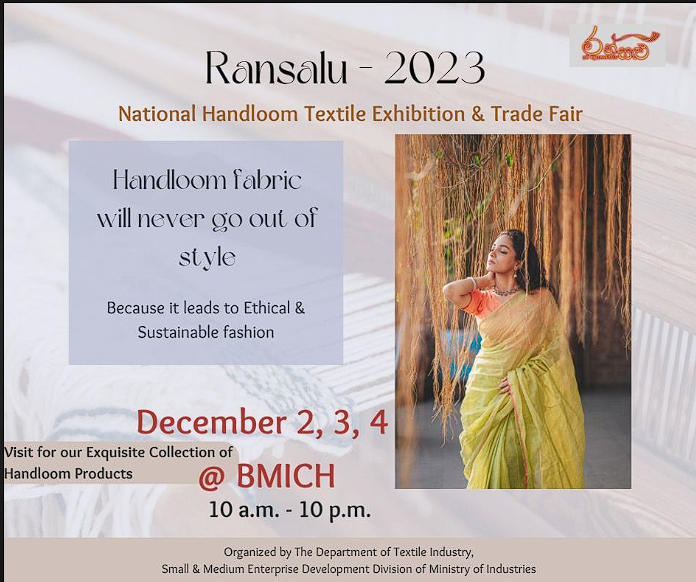 රන්සළු
Ransalu - 2023
National Handloom Textile Exhibition & Trade Fair
Handloom fabric
will never go out of
style
Because it leads to Ethical &
Sustainable fashion
December 2, 3, 4
Visit for our Exquisite Collection of
Handloom Products
@ BMICH
10 a.m. - 10 p.m.
Organized by The Department of Textile Industry,
Small & Medium Enterprise Development Division of Ministry of Industries